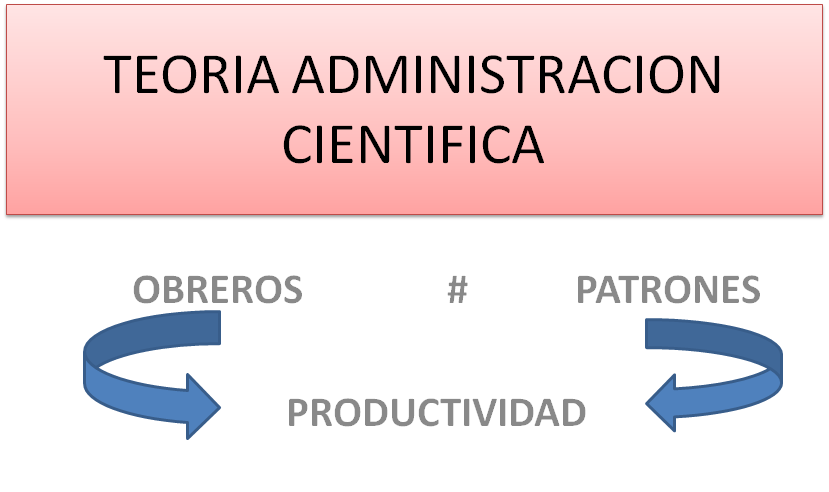 TEORIA ADMINISTRACION
CIENTIFICA
OBREROS # PATRONES
PRODUCTIVIDAD